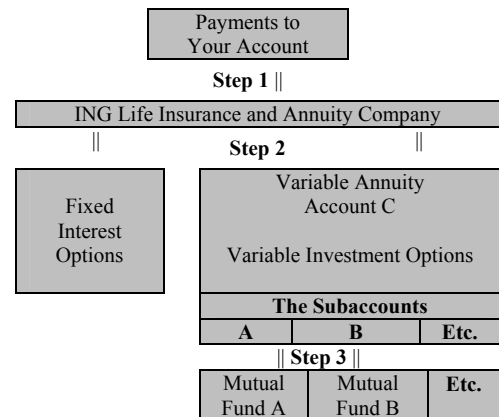 Payments to
Your Account
Step 1 ||
ING Life Insurance and Annuity Company
|| Step 2 ||
Fixed
Interest
Options
Variable Annuity
Account C
Variable Investment Options
The Subaccounts
A B Etc.
|| Step 3 ||
Mutual
Fund A
Mutual
Fund B
Etc.